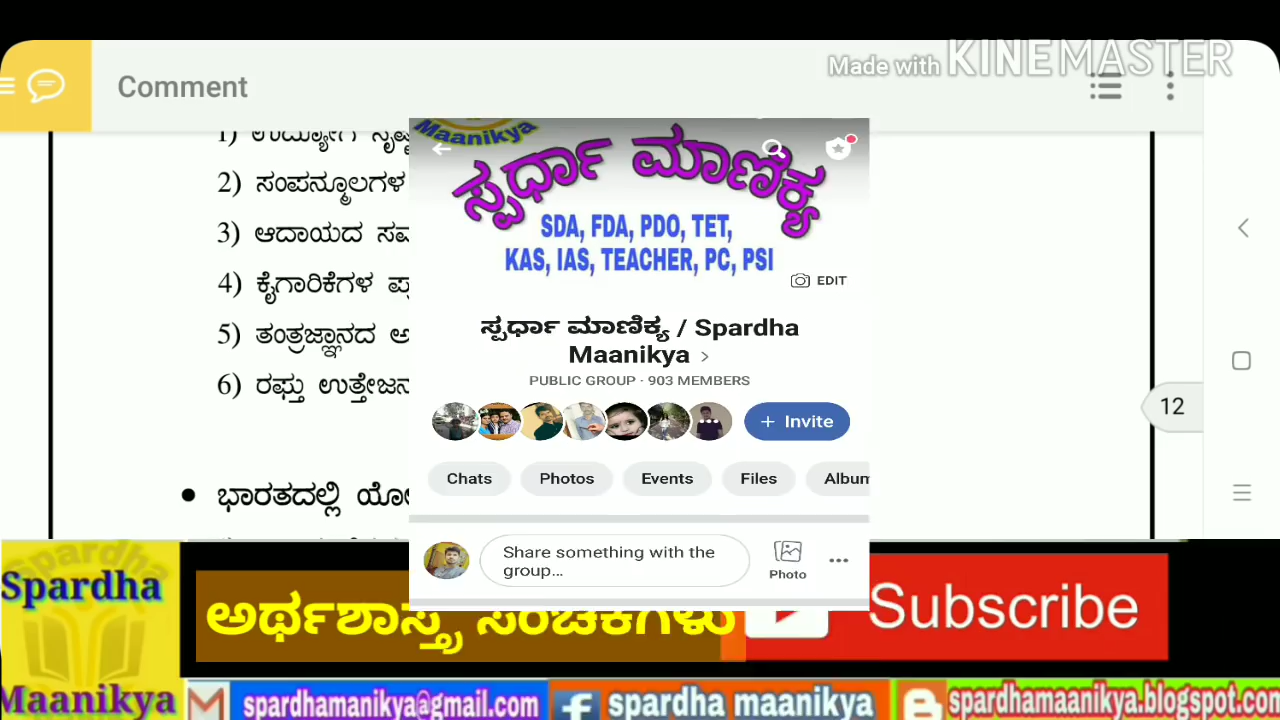 Made with KINEMASTER
Comment
1) ಉದ್ಯೋಗ
2) ಸಂಪನ್ಮೂಲಗಳ
3) ಆದಾಯದ
4) ಕೈಗಾರಿಕೆಗಳ
5) ತಂತ್ರಜ್ಞಾನದ
6) ರಫ್ತು ಉತ್ತೇಜನ
• ಭಾರತದಲ್ಲಿ
12
Maanikya
ಸ್ಪರ್ಧಾ ಮಾಣಿಕ್ಯ
SDA, FDA, PDO, TET,
KAS, IAS, TEACHER, PC, PSI
EDIT
ಸ್ಪರ್ಧಾ ಮಾಣಿಕ್ಯ / Spardha
Maanikya >
PUBLIC GROUP · 903 MEMBERS
+ Invite
Chats Photos Events Files Album
Share something with the
group...
Photo
Spardha
Spardha
Maanikya
ಅರ್ಥಶಾಸ್ತ್ರ ಸಂಚಿಕೆಗಳು
Subscribe
spardhamanikya@gmail.com
spardha maanikya
spardhamaanikya.blogspot.com